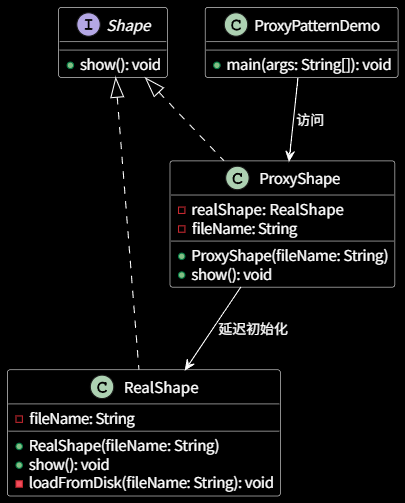 I Shape
show(): void
C ProxyPatternDemo
main(args: String[]): void
访问
C ProxyShape
realShape: RealShape
fileName: String
ProxyShape(fileName: String)
show(): void
延迟初始化
C RealShape
fileName: String
RealShape(fileName: String)
show(): void
loadFromDisk(fileName: String): void